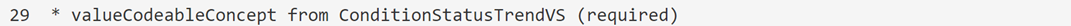 29 * valueCodeableConcept from ConditionStatusTrendVS (required)